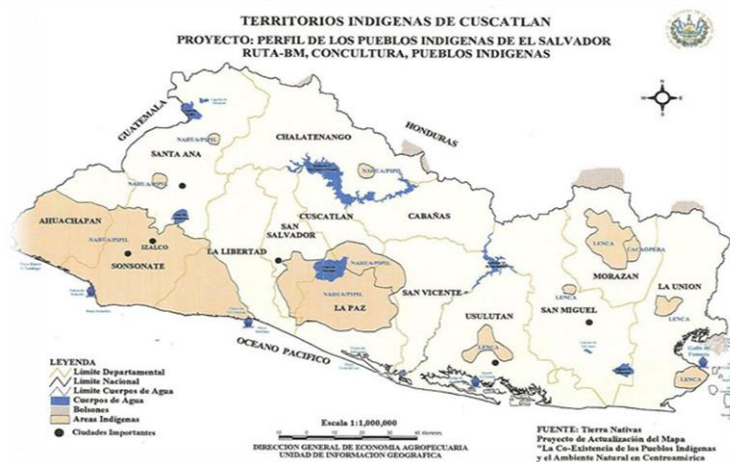 TERRITORIOS INDIGENAS DE CUSCATLAN
PROYECTO: PERFIL DE LOS PUEBLOS INDIGENAS DE EL SALVADOR
RUTA-BM, CONCULTURA, PUEBLOS INDIGENAS
GUATEMALA
HONDURAS
CHALATENANGO
NAHUA/PIPIL
SANTA ANA
NAHUA/PIPIL
NAHUA/PIPIL
AHUACHAPAN
CUSCATLAN
CABAÑAS
SAN
SALVADOR
NAHUA/PIPIL
IZALCO
LA LIBERTAD
SONSONATE
NAHUA/PIPIL
NAHUA/PIPIL
LA PAZ
SAN VICENTE
LENCA
CACAOPERA
MORAZAN
LA UNION
LENCA
SAN MIGUEL
LENCA
USULUTAN
LENCA
LENCA
OCEANO PACIFICO
LEYENDA
Límite Departamental
Límite Nacional
Límite Cuerpos de Agua
Cuerpos de Agua
Bolsones
Areas Indígenas
Ciudades Importantes
Escala 1:1,000,000
DIRECCION GENERAL DE ECONOMIA AGROPECUARIA
UNIDAD DE INFORMACION GEOGRAFICA
FUENTE: Tierra Nativas
Proyecto de Actualización del Mapa
"La Co-Existencia de los Pueblos Indígenas
y el Ambiente Natural en Centroamérica